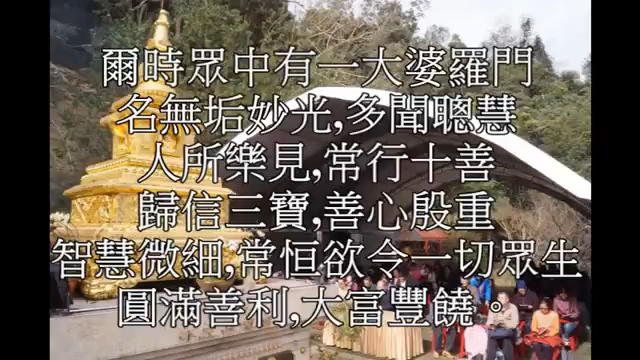 爾時眾中有一大婆羅門
名無垢妙光,多聞聰慧
人所樂見,常行十善
歸信三寶,善心殷重
智慧微細,常恒欲令一切眾生
圓滿善利,大富豐饒。